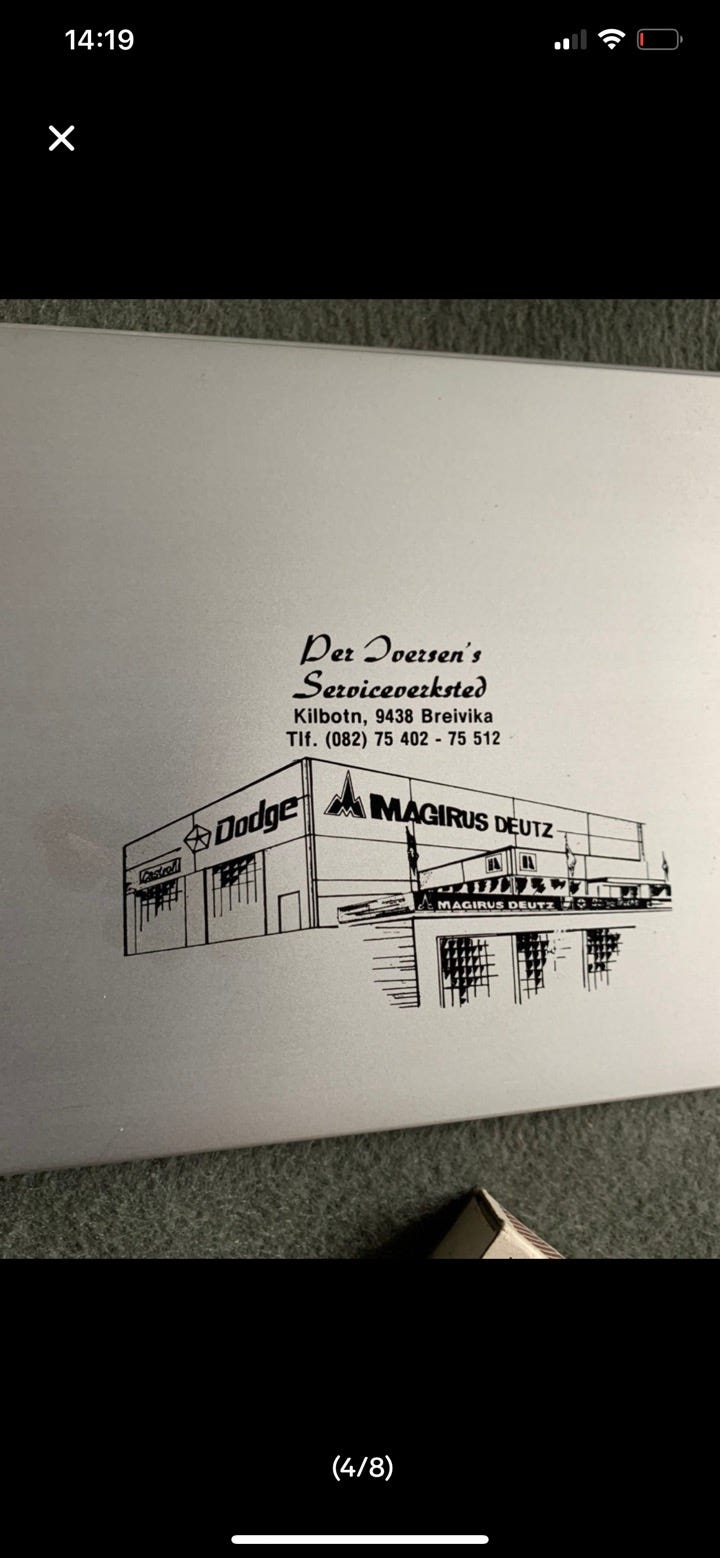 14:19
Per Iversen's
Serviceverksted
Kilbotn, 9438 Breivika
Tlf. (082) 75 402 - 75 512
Dodge
MAGIRUS DEUTZ
Castrol
MAGIRUS DEUTZ
(4/8)